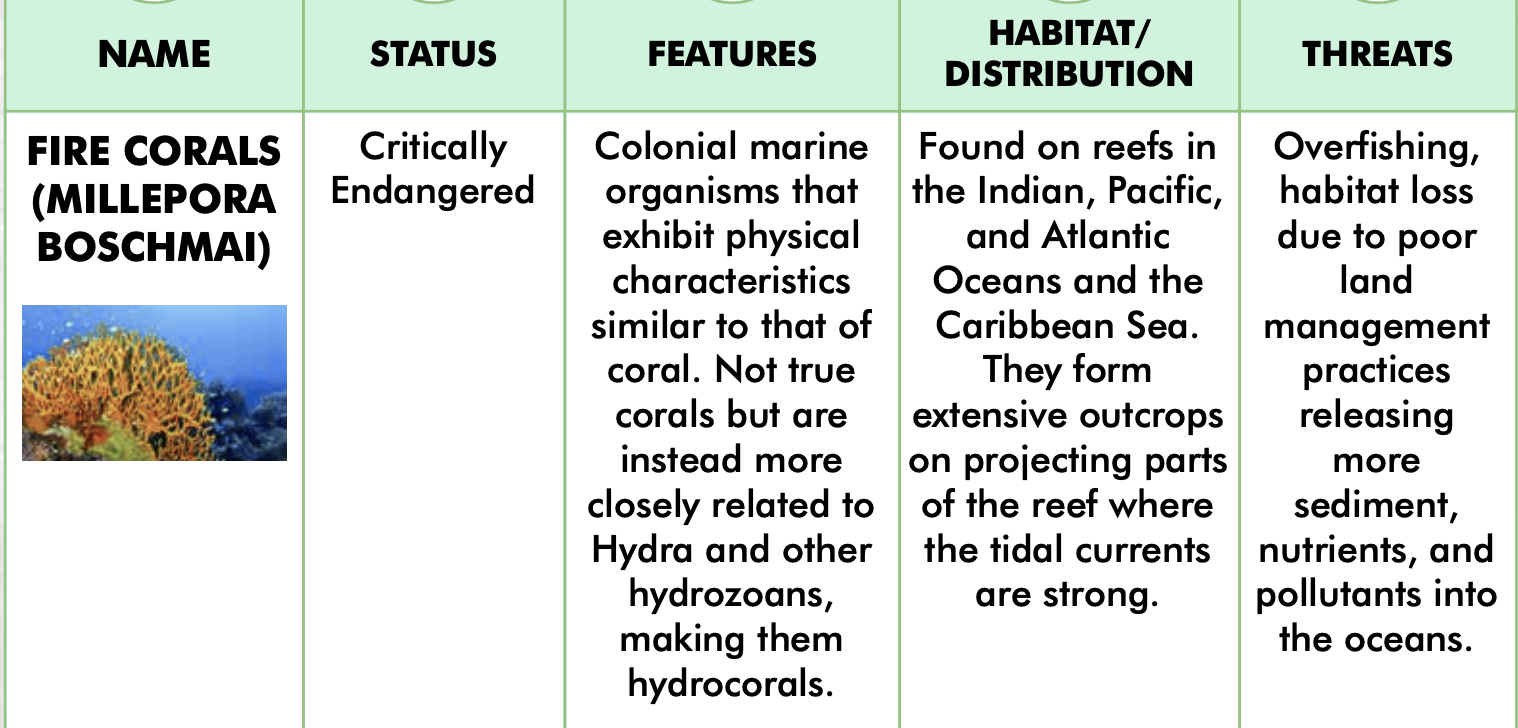 NAME
STATUS
FEATURES
HABITAT/
DISTRIBUTION
THREATS
FIRE CORALS
(MILLEPORA
BOSCHMAI)
Critically
Endangered
Colonial marine
organisms that
exhibit physical
characteristics
similar to that of
coral. Not true
corals but are
instead more
closely related to
Hydra and other
hydrozoans,
making them
hydrocorals.
Found on reefs in
the Indian, Pacific,
and Atlantic
Oceans and the
Caribbean Sea.
They form
extensive outcrops
on projecting parts
of the reef where
the tidal currents
are strong.
Overfishing,
habitat loss
due to poor
land
management
practices
releasing
more
sediment,
nutrients, and
pollutants into
the oceans.